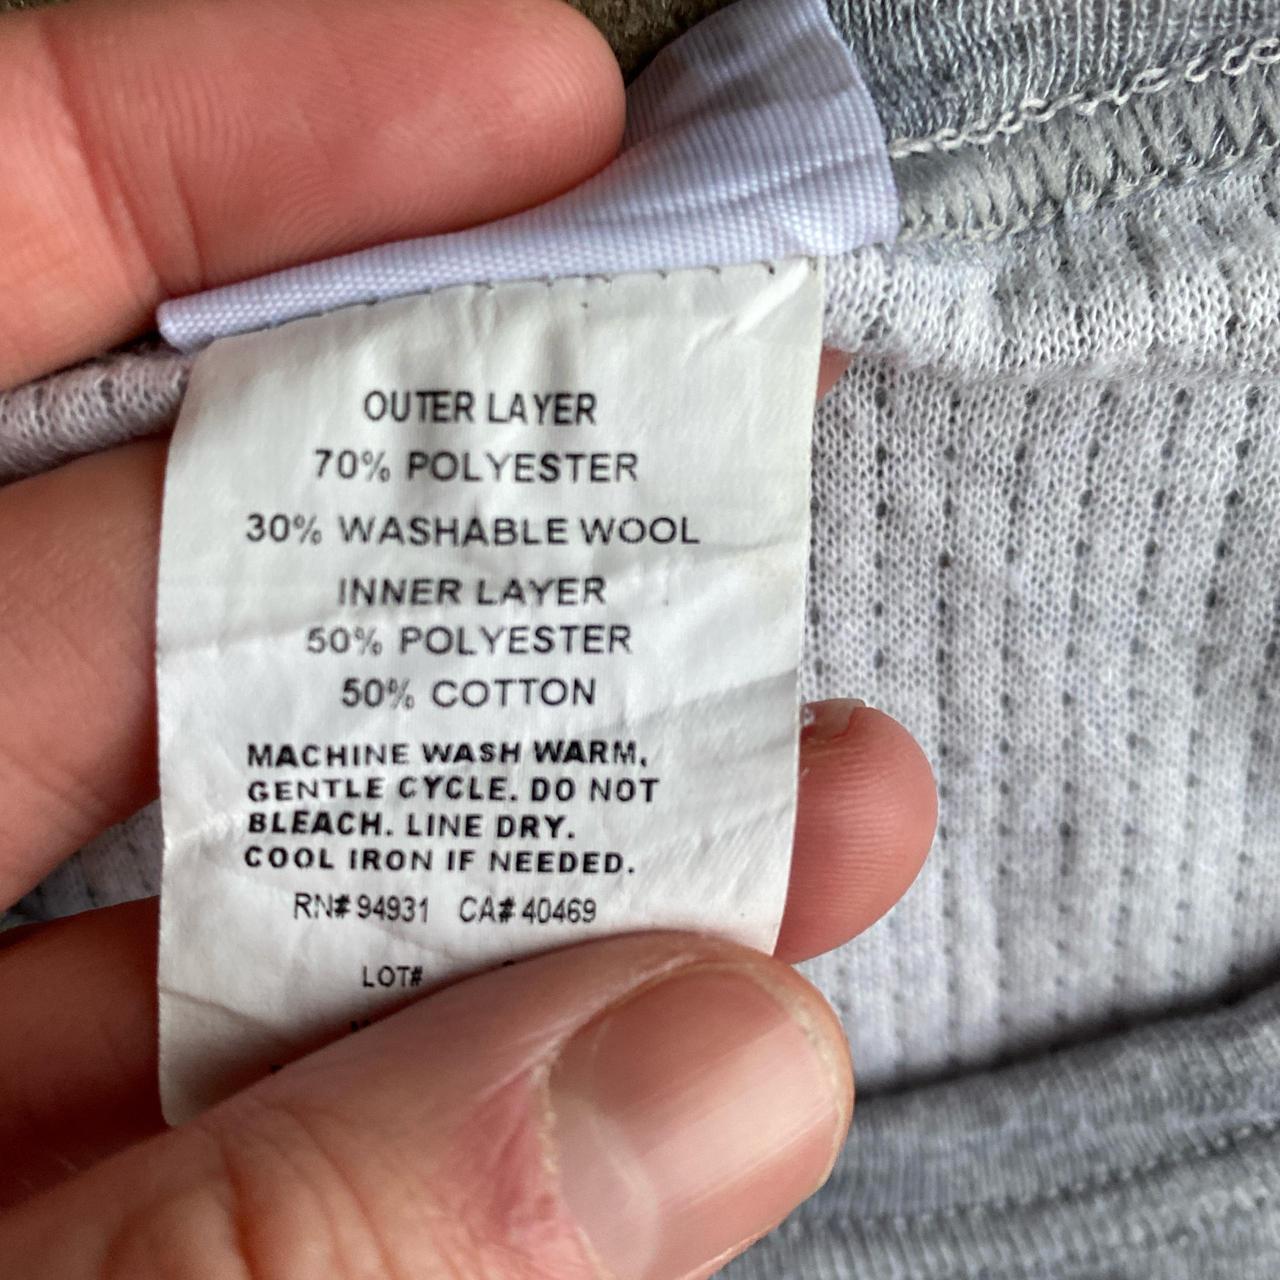 OUTER LAYER
70% POLYESTER
30% WASHABLE WOOL
INNER LAYER
50% POLYESTER
50% COTTON
MACHINE WASH WARM,
GENTLE CYCLE. DO NOT
BLEACH. LINE DRY.
COOL IRON IF NEEDED.
RN# 94931 CA# 40469
LOT#